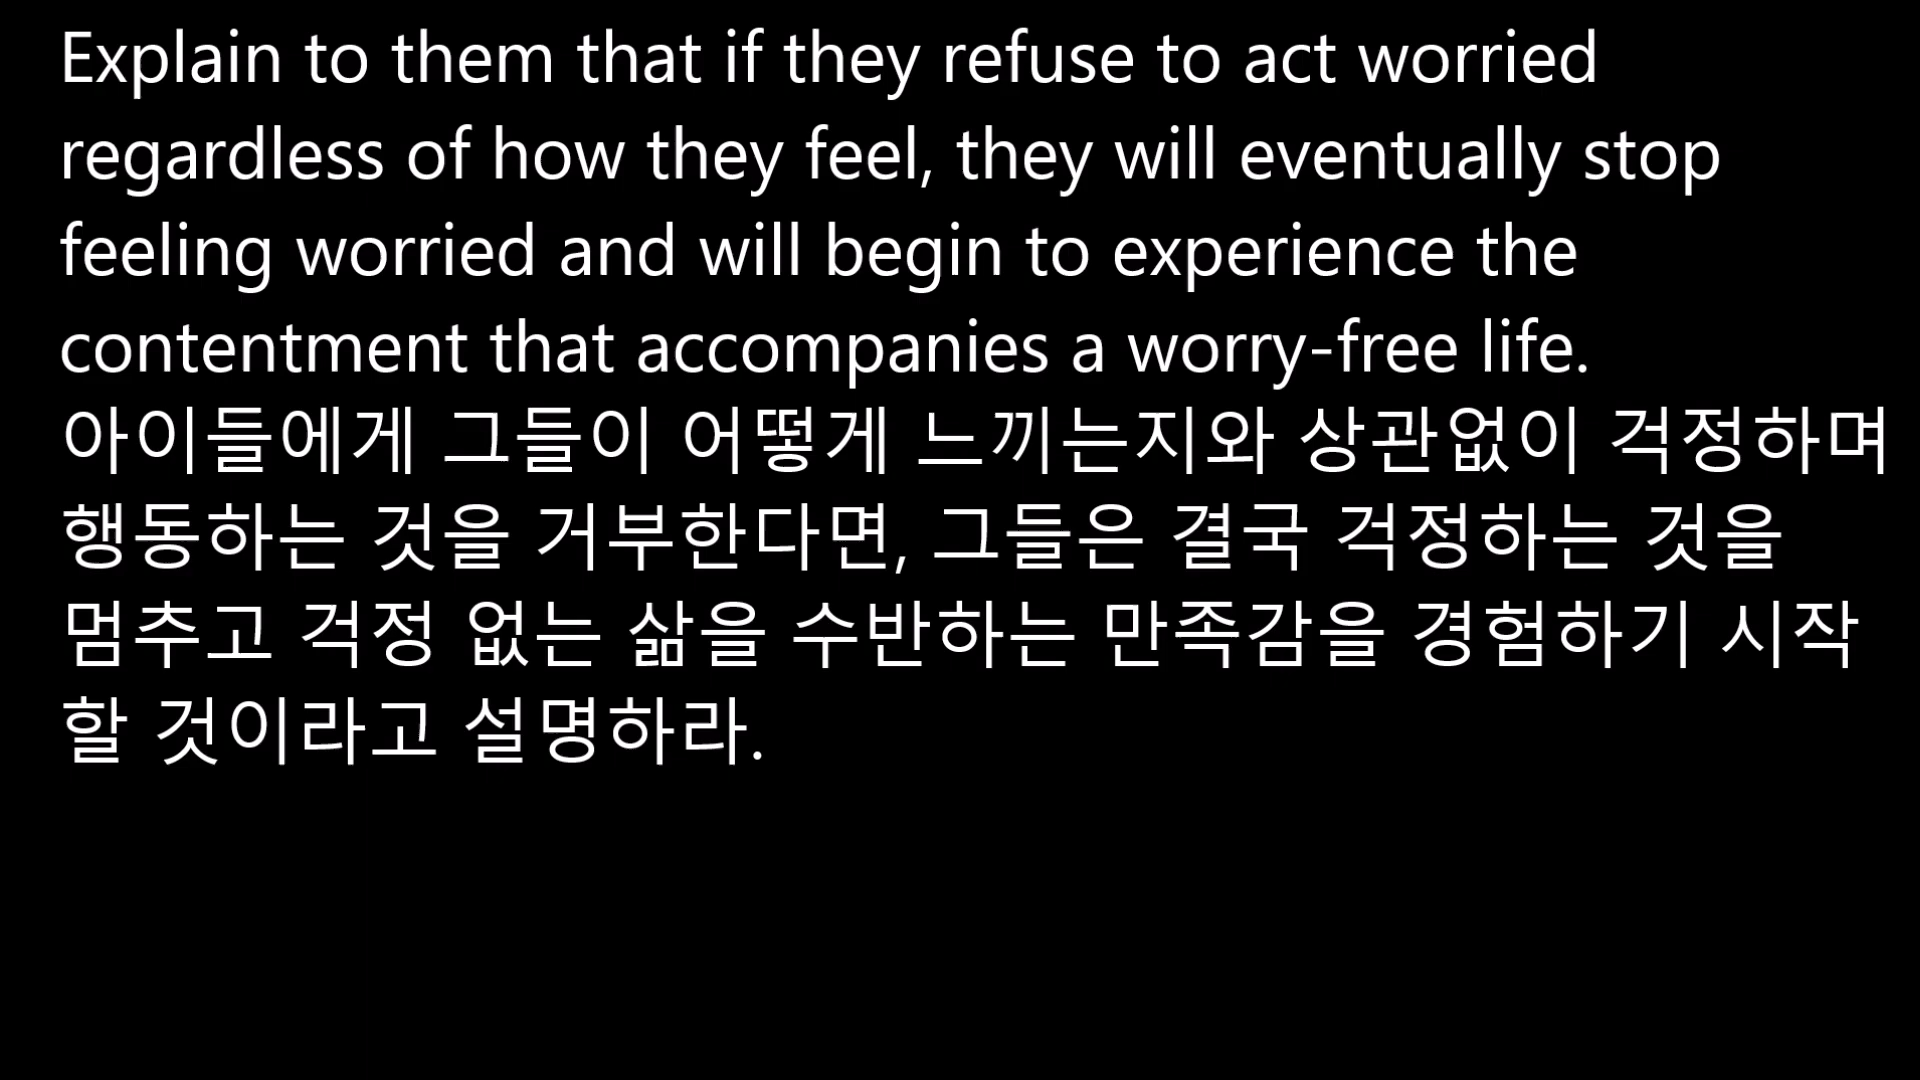 Explain to them that if they refuse to act worried
regardless of how they feel, they will eventually stop
feeling worried and will begin to experience the
contentment that accompanies a worry-free life.
아이들에게 그들이 어떻게 느끼는지와 상관없이 걱정하며
행동하는 것을 거부한다면, 그들은 결국 걱정하는 것을
멈추고 걱정 없는 삶을 수반하는 만족감을 경험하기 시작
할 것이라고 설명하라.